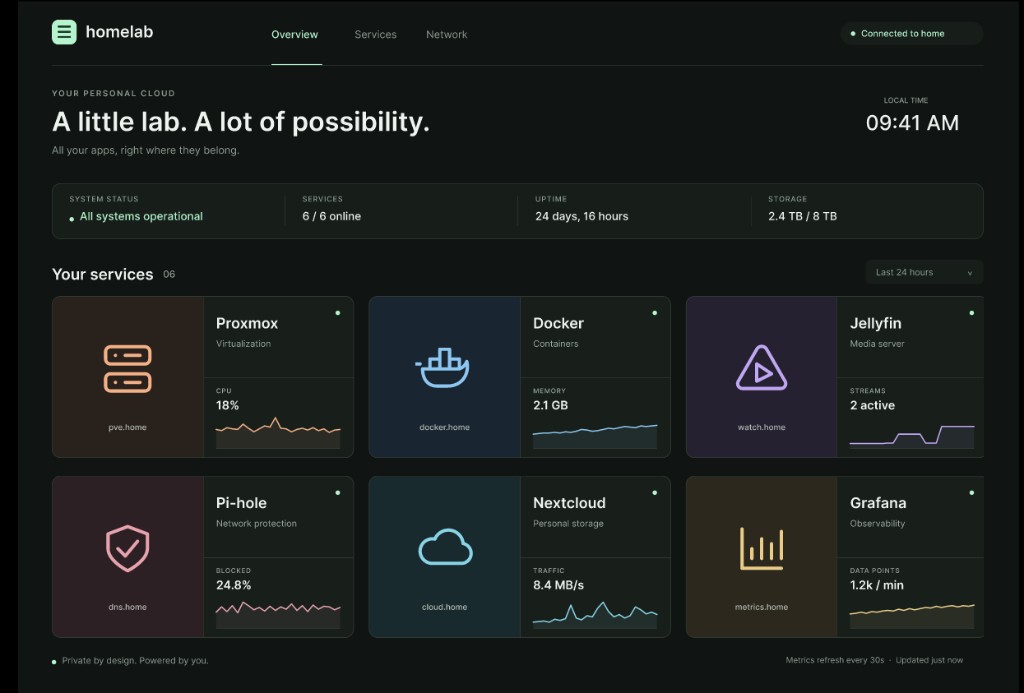 homelab
Overview
Services
Network
Connected to home
YOUR PERSONAL CLOUD
A little lab. A lot of possibility.
All your apps, right where they belong.
LOCAL TIME
09:41 AM
SYSTEM STATUS
All systems operational
SERVICES
6 / 6 online
UPTIME
24 days, 16 hours
STORAGE
2.4 TB / 8 TB
Your services 06
Last 24 hours v
pve.home
Proxmox
Virtualization
CPU
18%
docker.home
Docker
Containers
MEMORY
2.1 GB
watch.home
Jellyfin
Media server
STREAMS
2 active
dns.home
Pi-hole
Network protection
BLOCKED
24.8%
cloud.home
Nextcloud
Personal storage
TRAFFIC
8.4 MB/s
metrics.home
Grafana
Observability
DATA POINTS
1.2k / min
Private by design. Powered by you.
Metrics refresh every 30s · Updated just now